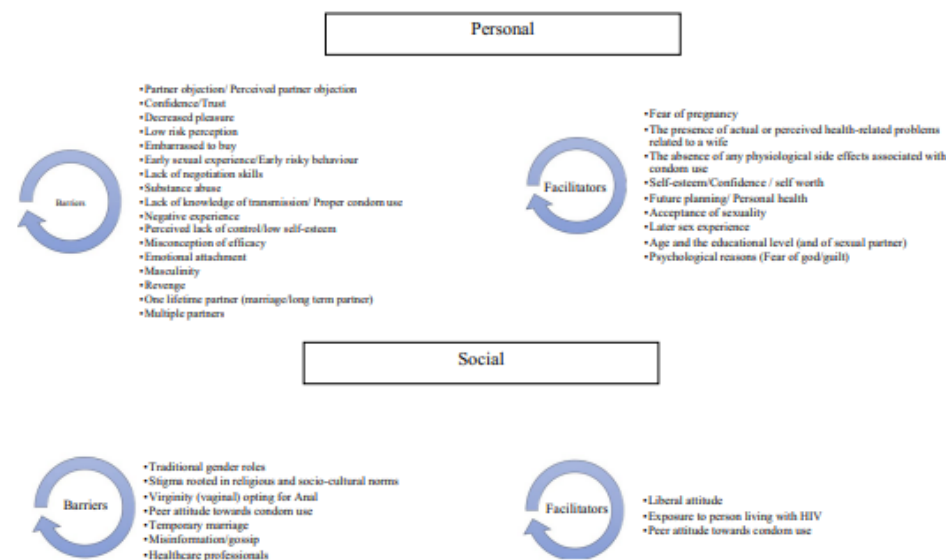 Personal
Barriers
•Partner objection/ Perceived partner objection
•Confidence/Trust
•Decreased pleasure
•Low risk perception
•Embarrassed to buy
•Early sexual experience/Early risky behaviour
•Lack of negotiation skills
•Substance abuse
•Lack of knowledge of transmission/ Proper condom use
•Negative experience
•Perceived lack of control/low self-esteem
•Misconception of efficacy
•Emotional attachment
•Masculinity
•Revenge
•One lifetime partner (marriage/long term partner)
•Multiple partners
Facilitators
•Fear of pregnancy
•The presence of actual or perceived health-related problems
related to a wife
•The absence of any physiological side effects associated with
condom use
•Self-esteem/Confidence / self worth
•Future planning/ Personal health
•Acceptance of sexuality
•Later sex experience
•Age and the educational level (and of sexual partner)
•Psychological reasons (Fear of god/guilt)
Social
Barriers
•Traditional gender roles
•Stigma rooted in religious and socio-cultural norms
•Virginity (vaginal) opting for Anal
•Peer attitude towards condom use
•Temporary marriage
•Misinformation/gossip
•Healthcare professionals
Facilitators
•Liberal attitude
•Exposure to person living with HIV
•Peer attitude towards condom use